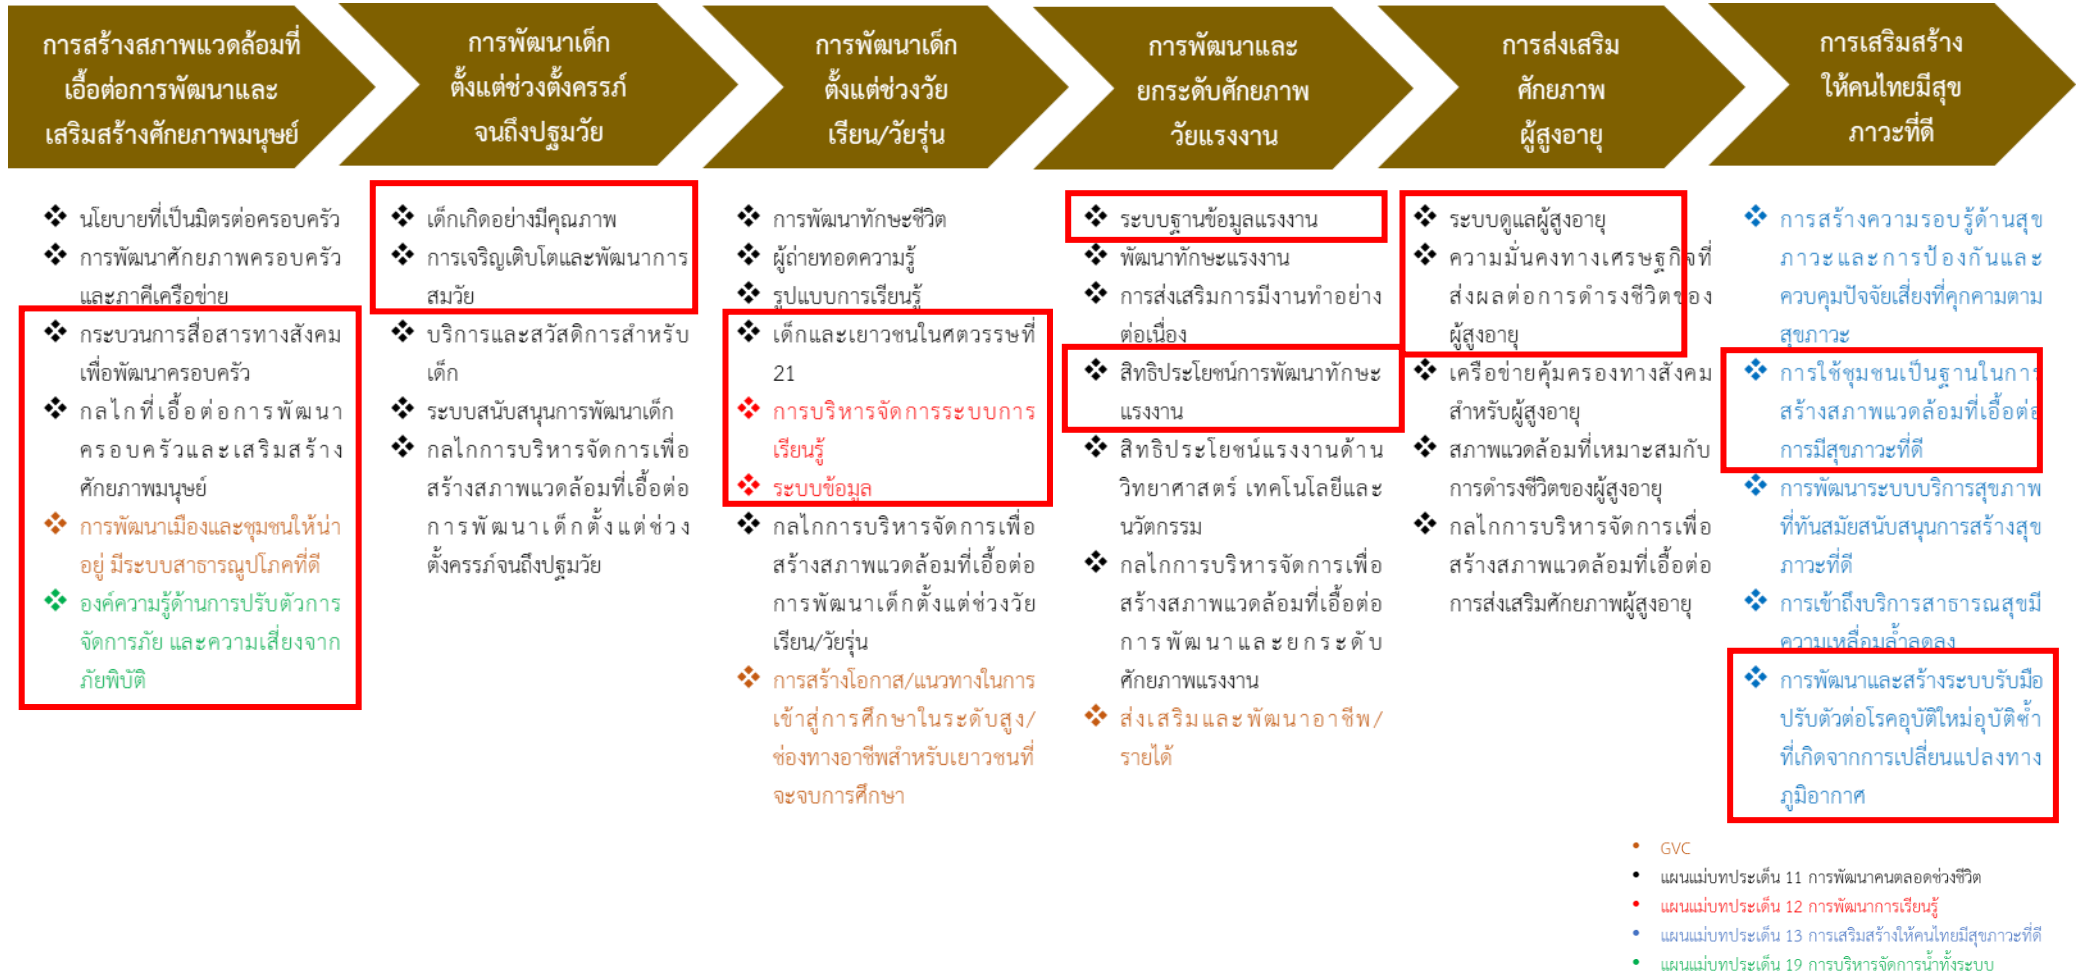 การสร้างสภาพแวดล้อมที่
เอื้อต่อการพัฒนาและ
เสริมสร้างศักยภาพมนุษย์
การพัฒนาเด็ก
ตั้งแต่ช่วงตั้งครรภ์
จนถึงปฐมวัย
การพัฒนาเด็ก
ตั้งแต่ช่วงวัย
เรียน/วัยรุ่น
การพัฒนาและ
ยกระดับศักยภาพ
วัยแรงงาน
การส่งเสริม
ศักยภาพ
ผู้สูงอายุ
การเสริมสร้าง
ให้คนไทยมีสุข
ภาวะที่ดี
นโยบายที่เป็นมิตรต่อครอบครัว
การพัฒนาศักยภาพครอบครัว
และภาคีเครือข่าย
กระบวนการสื่อสารทางสังคม
เพื่อพัฒนาครอบครัว
กลไกที่เอื้อต่อการพัฒนา
ครอบครัวและเสริมสร้าง
ศักยภาพมนุษย์
การพัฒนาเมืองและชุมชนให้น่า
อยู่ มีระบบสาธารณูปโภคที่ดี
องค์ความรู้ด้านการปรับตัวการ
จัดการภัย และความเสี่ยงจาก
ภัยพิบัติ
เด็กเกิดอย่างมีคุณภาพ
การเจริญเติบโตและพัฒนาการ
สมวัย
บริการและสวัสดิการสำหรับ
เด็ก
ระบบสนับสนุนการพัฒนาเด็ก
กลไกการบริหารจัดการเพื่อ
สร้างสภาพแวดล้อมที่เอื้อต่อ
การพัฒนาเด็กตั้งแต่ช่วง
ตั้งครรภ์จนถึงปฐมวัย
การพัฒนาทักษะชีวิต
ผู้ถ่ายทอดความรู้
รูปแบบการเรียนรู้
เด็กและเยาวชนในศตวรรษที่
21
การบริหารจัดการระบบการ
เรียนรู้
ระบบข้อมูล
กลไกการบริหารจัดการเพื่อ
สร้างสภาพแวดล้อมที่เอื้อต่อ
การพัฒนาเด็กตั้งแต่ช่วงวัย
เรียน/วัยรุ่น
การสร้างโอกาส/แนวทางในการ
เข้าสู่การศึกษาในระดับสูง/
ช่องทางอาชีพสำหรับเยาวชนที่
จะจบการศึกษา
ระบบฐานข้อมูลแรงงาน
พัฒนาทักษะแรงงาน
การส่งเสริมการมีงานทำอย่าง
ต่อเนื่อง
สิทธิประโยชน์การพัฒนาทักษะ
แรงงาน
สิทธิประโยชน์แรงงานด้าน
วิทยาศาสตร์ เทคโนโลยีและ
นวัตกรรม
กลไกการบริหารจัดการเพื่อ
สร้างสภาพแวดล้อมที่เอื้อต่อ
การพัฒนาและยกระดับ
ศักยภาพแรงงาน
ส่งเสริมและพัฒนาอาชีพ/
รายได้
ระบบดูแลผู้สูงอายุ
ความมั่นคงทางเศรษฐกิจที่
ส่งผลต่อการดำรงชีวิตของ
ผู้สูงอายุ
เครือข่ายคุ้มครองทางสังคม
สำหรับผู้สูงอายุ
สภาพแวดล้อมที่เหมาะสมกับ
การดำรงชีวิตของผู้สูงอายุ
กลไกการบริหารจัดการเพื่อ
สร้างสภาพแวดล้อมที่เอื้อต่อ
การส่งเสริมศักยภาพผู้สูงอายุ
การสร้างความรอบรู้ด้านสุข
ภาวะและการป้องกันและ
ควบคุมปัจจัยเสี่ยงที่คุกคามตาม
สุขภาวะ
การใช้ชุมชนเป็นฐานในการ
สร้างสภาพแวดล้อมที่เอื้อต่อ
การมีสุขภาวะที่ดี
การพัฒนาระบบบริการสุขภาพ
ที่ทันสมัยสนับสนุนการสร้างสุข
ภาวะที่ดี
การเข้าถึงบริการสาธารณสุขมี
ความเหลื่อมล้ำลดลง
การพัฒนาและสร้างระบบรับมือ
ปรับตัวต่อโรคอุบัติใหม่อุบัติซ้ำ
ที่เกิดจากการเปลี่ยนแปลงทาง
ภูมิอากาศ
GVC
แผนแม่บทประเด็น 11 การพัฒนาคนตลอดช่วงชีวิต
แผนแม่บทประเด็น 12 การพัฒนาการเรียนรู้
แผนแม่บทประเด็น 13 การเสริมสร้างให้คนไทยมีสุขภาวะที่ดี
แผนแม่บทประเด็น 19 การบริหารจัดการน้ำทั้งระบบ